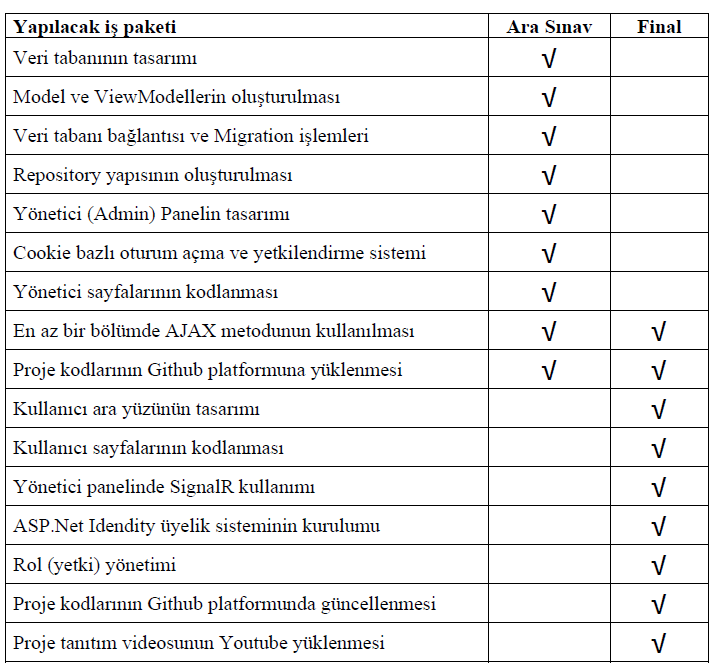 Yapılacak iş paketi Ara Sınav Final
Veri tabanının tasarımı √
Model ve ViewModellerin oluşturulması √
Veri tabanı bağlantısı ve Migration işlemleri √
Repository yapısının oluşturulması √
Yönetici (Admin) Panelin tasarımı √
Cookie bazlı oturum açma ve yetkilendirme sistemi √
Yönetici sayfalarının kodlanması √
En az bir bölümde AJAX metodunun kullanılması √ √
Proje kodlarının Github platformuna yüklenmesi √ √
Kullanıcı ara yüzünün tasarımı √
Kullanıcı sayfalarının kodlanması √
Yönetici panelinde SignalR kullanımı √
ASP.Net Idendity üyelik sisteminin kurulumu √
Rol (yetki) yönetimi √
Proje kodlarının Github platformunda güncellenmesi √
Proje tanıtım videosunun Youtube yüklenmesi √